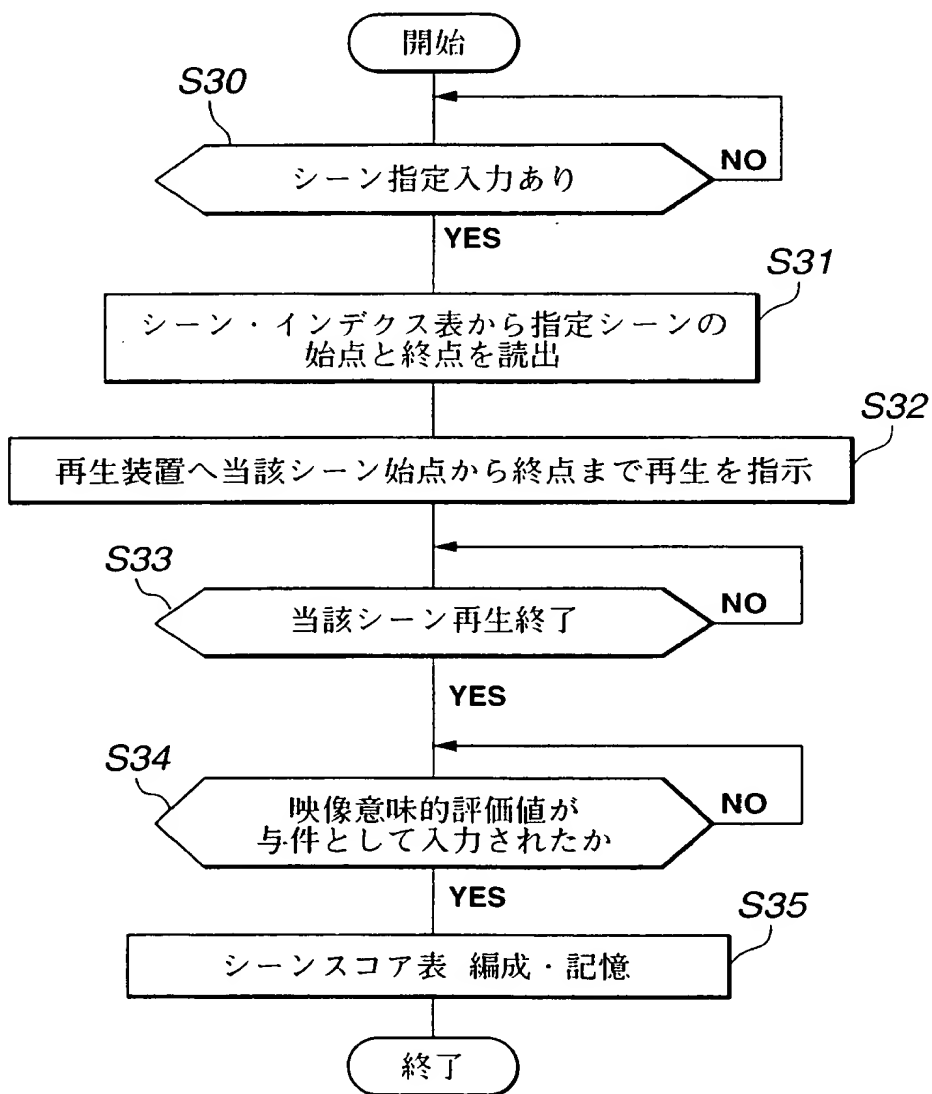 開始
S30
シーン指定入力あり
NO
YES
S31
シーン・インデクス表から指定シーンの
始点と終点を読出
S32
再生装置へ当該シーン始点から終点まで再生を指示
S33
当該シーン再生終了
NO
YES
S34
映像意味的評価値が
与件として入力されたか
NO
YES
S35
シーンスコア表 編成・記憶
終了